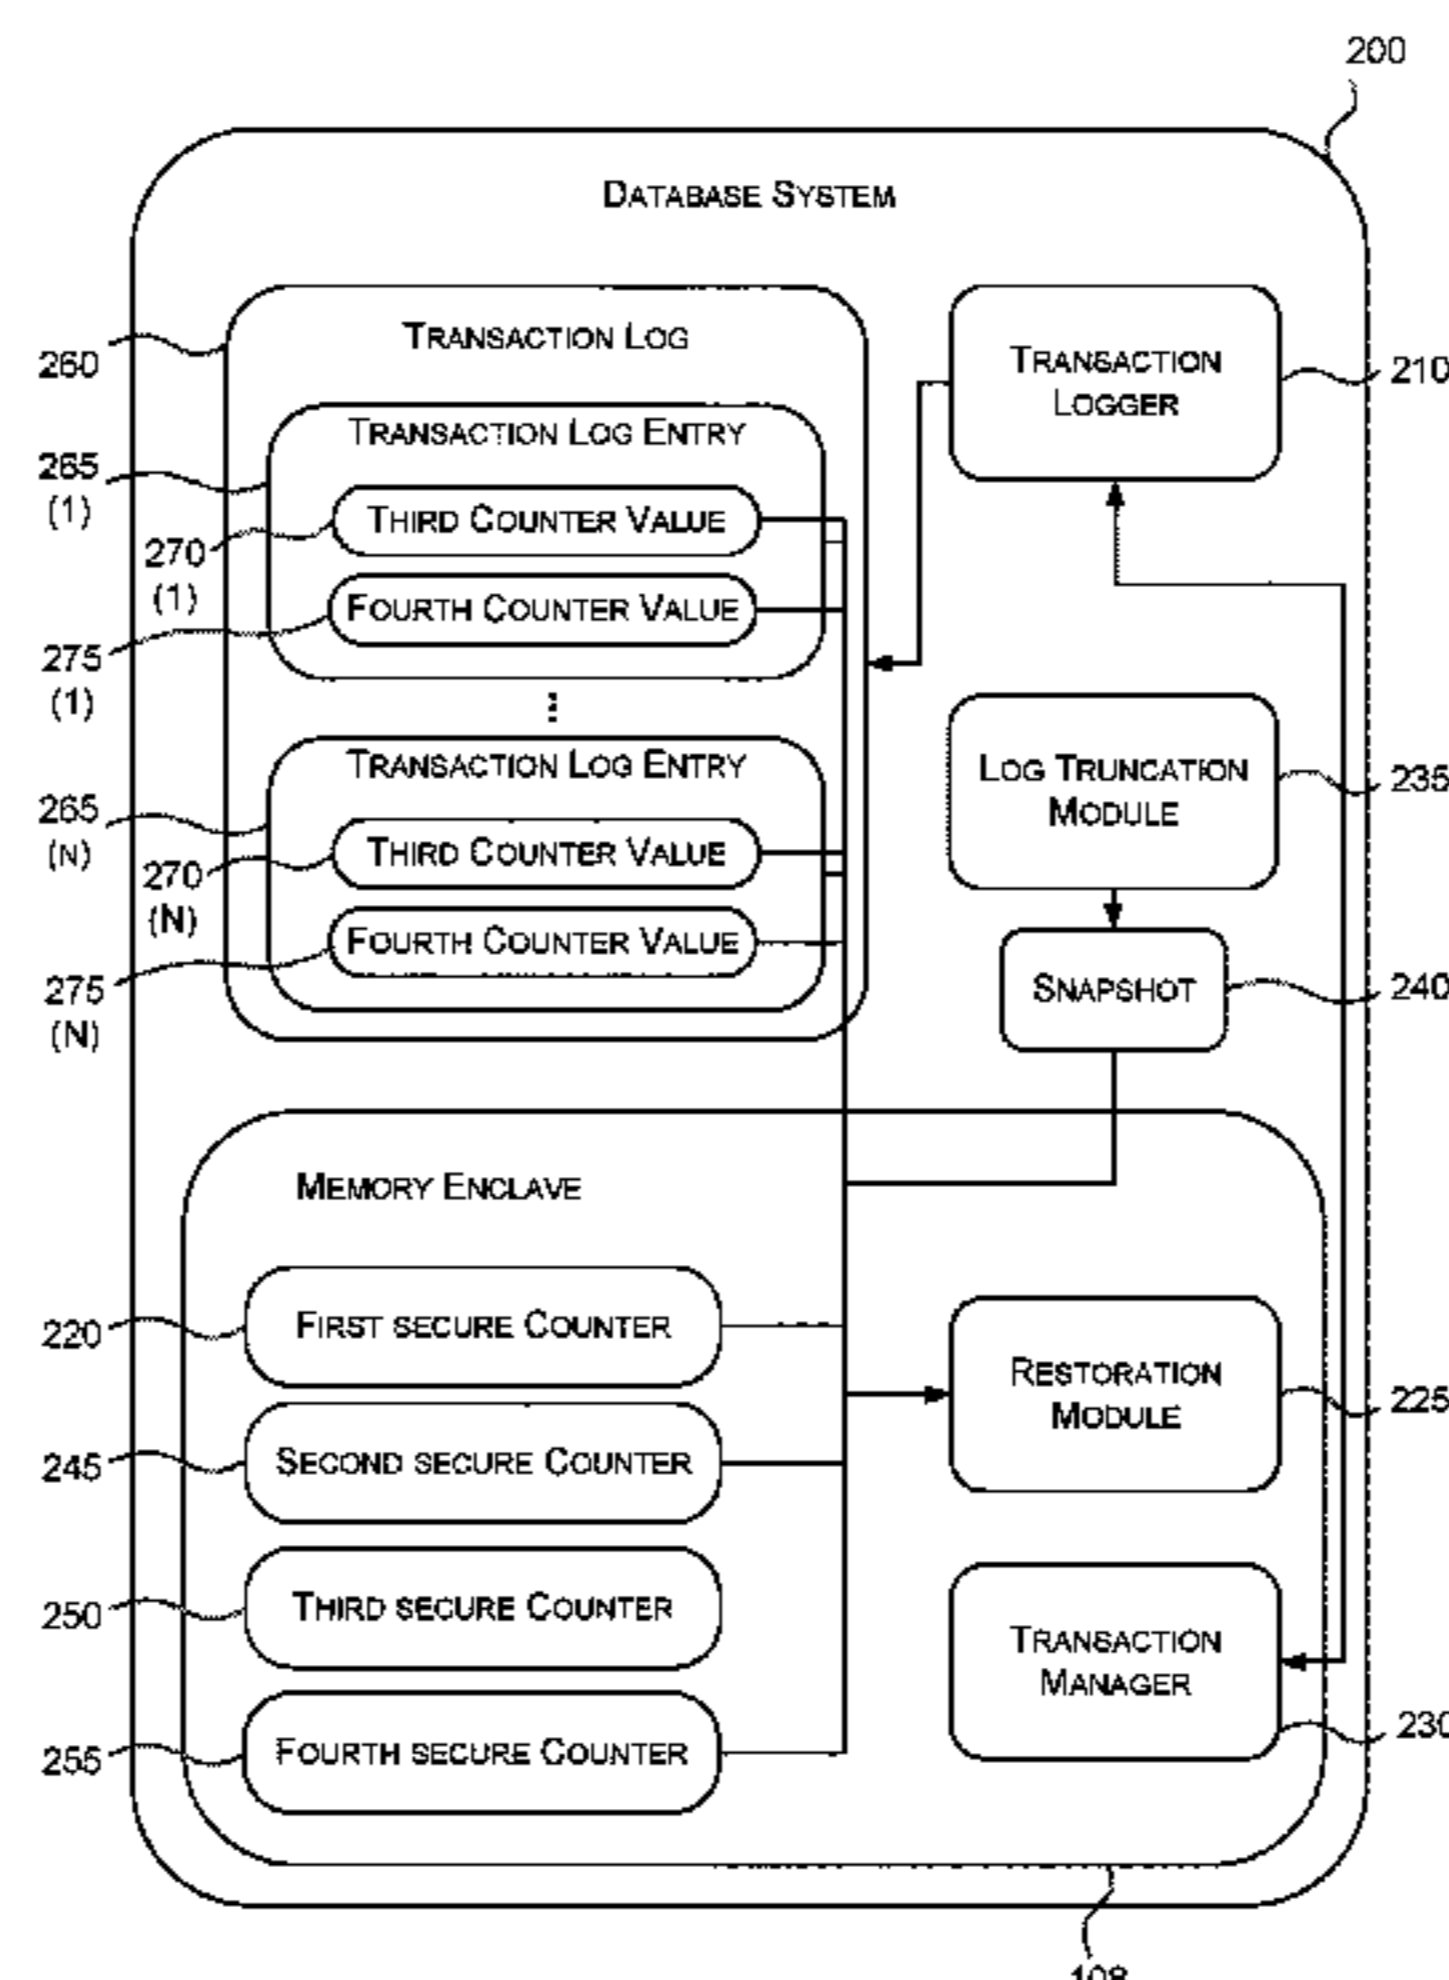 200
DATABASE SYSTEM
260
TRANSACTION LOG
TRANSACTION LOG ENTRY
265
(1)
THIRD COUNTER VALUE
270
(1)
FOURTH COUNTER VALUE
275
(1)
TRANSACTION LOG ENTRY
265
(N)
THIRD COUNTER VALUE
270
(N)
FOURTH COUNTER VALUE
275
(N)
TRANSACTION
LOGGER
210
LOG TRUNCATION
MODULE
235
SNAPSHOT
240
MEMORY ENCLAVE
220
FIRST SECURE COUNTER
245
SECOND SECURE COUNTER
250
THIRD SECURE COUNTER
255
FOURTH SECURE COUNTER
RESTORATION
MODULE
225
TRANSACTION
MANAGER
230
108